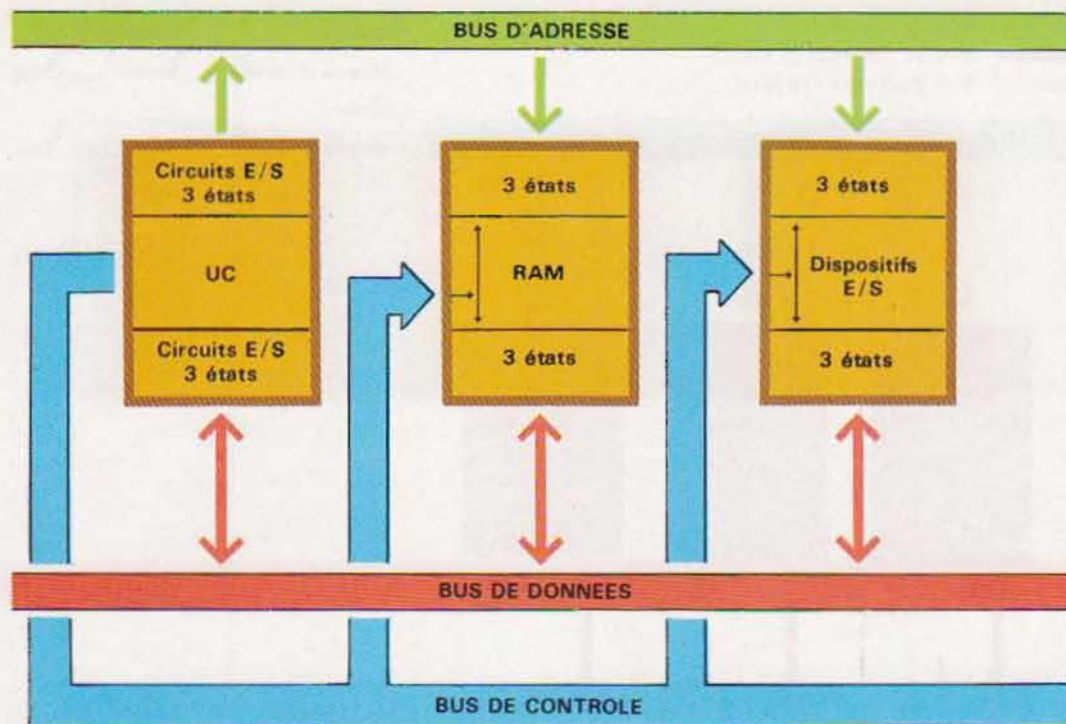 BUS D'ADRESSE
Circuits E/S
3 états
UC
Circuits E/S
3 états
3 états
RAM
3 états
3 états
Dispositifs
E/S
3 états
BUS DE DONNEES
BUS DE CONTROLE